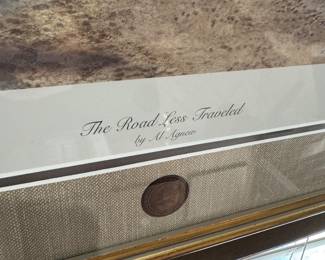 The Road Less Traveled
by Al Agnew